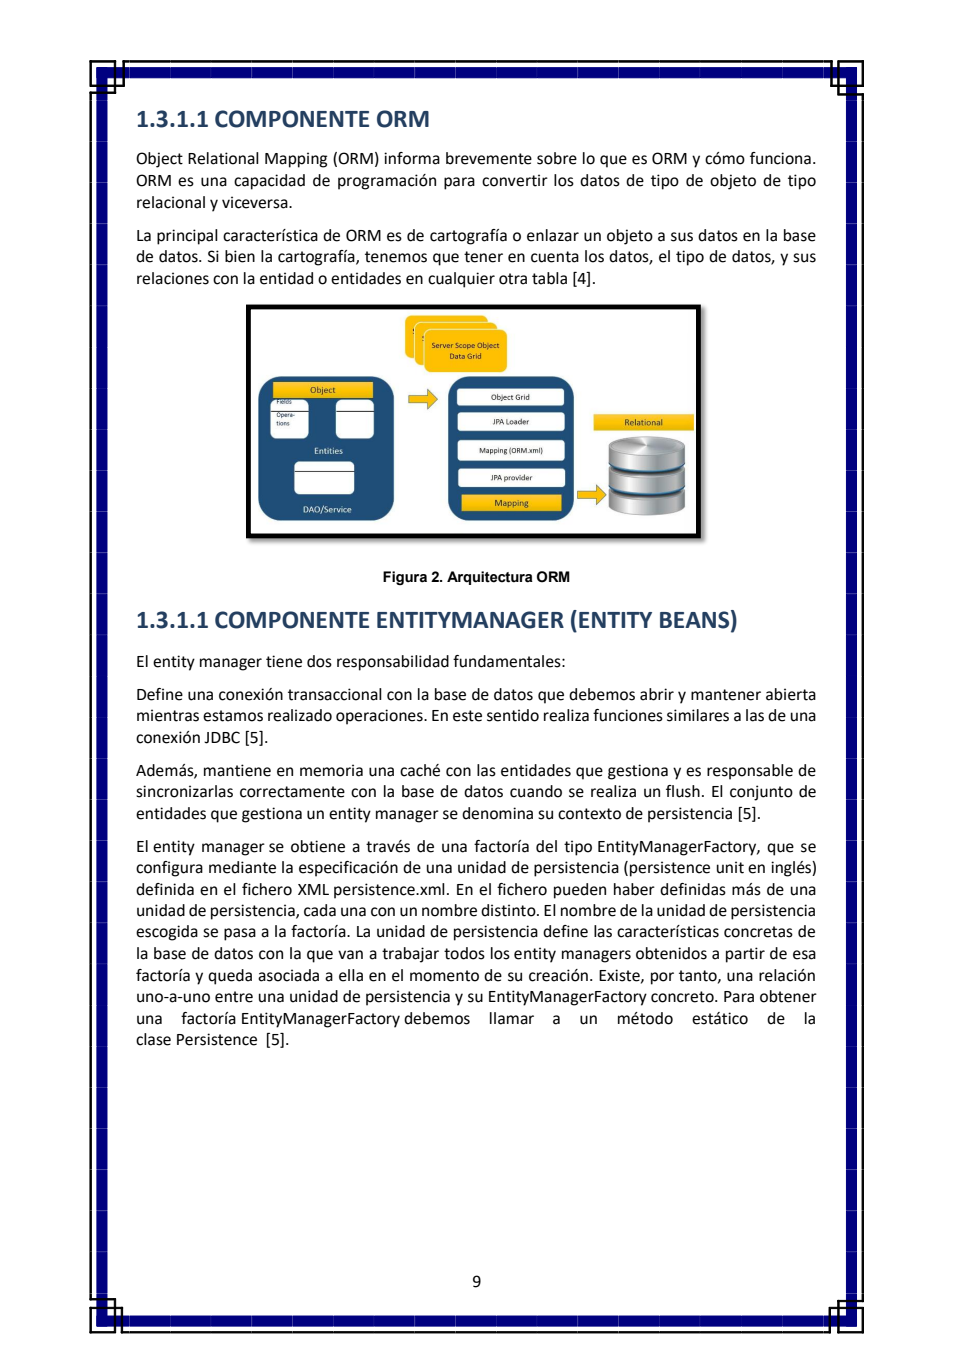 1.3.1.1 COMPONENTE ORM
Object Relational Mapping (ORM) informa brevemente sobre lo que es ORM y cómo funciona.
ORM es una capacidad de programación para convertir los datos de tipo de objeto de tipo
relacional y viceversa.
La principal característica de ORM es de cartografía o enlazar un objeto a sus datos en la base
de datos. Si bien la cartografía, tenemos que tener en cuenta los datos, el tipo de datos, y sus
relaciones con la entidad o entidades en cualquier otra tabla [4].
Server Scope Object
Data Grid
Object
Fields
Opera-
tions
Entities
DAO/Service
Object Grid
JPA Loader
Mapping (ORM.xml)
JPA provider
Mapping
Relational
Figura 2. Arquitectura ORM
1.3.1.1 COMPONENTE ENTITYMANAGER (ENTITY BEANS)
El entity manager tiene dos responsabilidad fundamentales:
Define una conexión transaccional con la base de datos que debemos abrir y mantener abierta
mientras estamos realizado operaciones. En este sentido realiza funciones similares a las de una
conexión JDBC [5].
Además, mantiene en memoria una caché con las entidades que gestiona y es responsable de
sincronizarlas correctamente con la base de datos cuando se realiza un flush. El conjunto de
entidades que gestiona un entity manager se denomina su contexto de persistencia [5].
El entity manager se obtiene a través de una factoría del tipo EntityManagerFactory, que se
configura mediante la especificación de una unidad de persistencia (persistence unit en inglés)
definida en el fichero XML persistence.xml. En el fichero pueden haber definidas más de una
unidad de persistencia, cada una con un nombre distinto. El nombre de la unidad de persistencia
escogida se pasa a la factoría. La unidad de persistencia define las características concretas de
la base de datos con la que van a trabajar todos los entity managers obtenidos a partir de esa
factoría y queda asociada a ella en el momento de su creación. Existe, por tanto, una relación
uno-a-uno entre una unidad de persistencia y su EntityManagerFactory concreto. Para obtener
una factoría EntityManagerFactory debemos llamar a un método estático de la
clase Persistence [5].
9